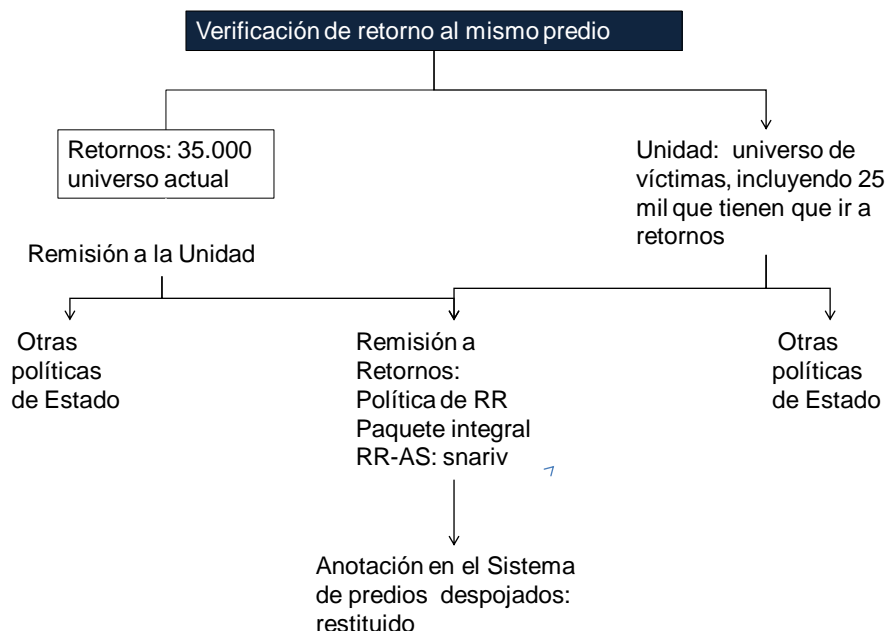 Verificación de retorno al mismo predio
Retornos: 35.000
universo actual
Unidad: universo de
víctimas, incluyendo 25
mil que tienen que ir a
retornos
Remisión a la Unidad
Otras
políticas
de Estado
Remisión a
Retornos:
Política de RR
Paquete integral
RR-AS: snariv
Otras
políticas
de Estado
Anotación en el Sistema
de predios despojados:
restituido